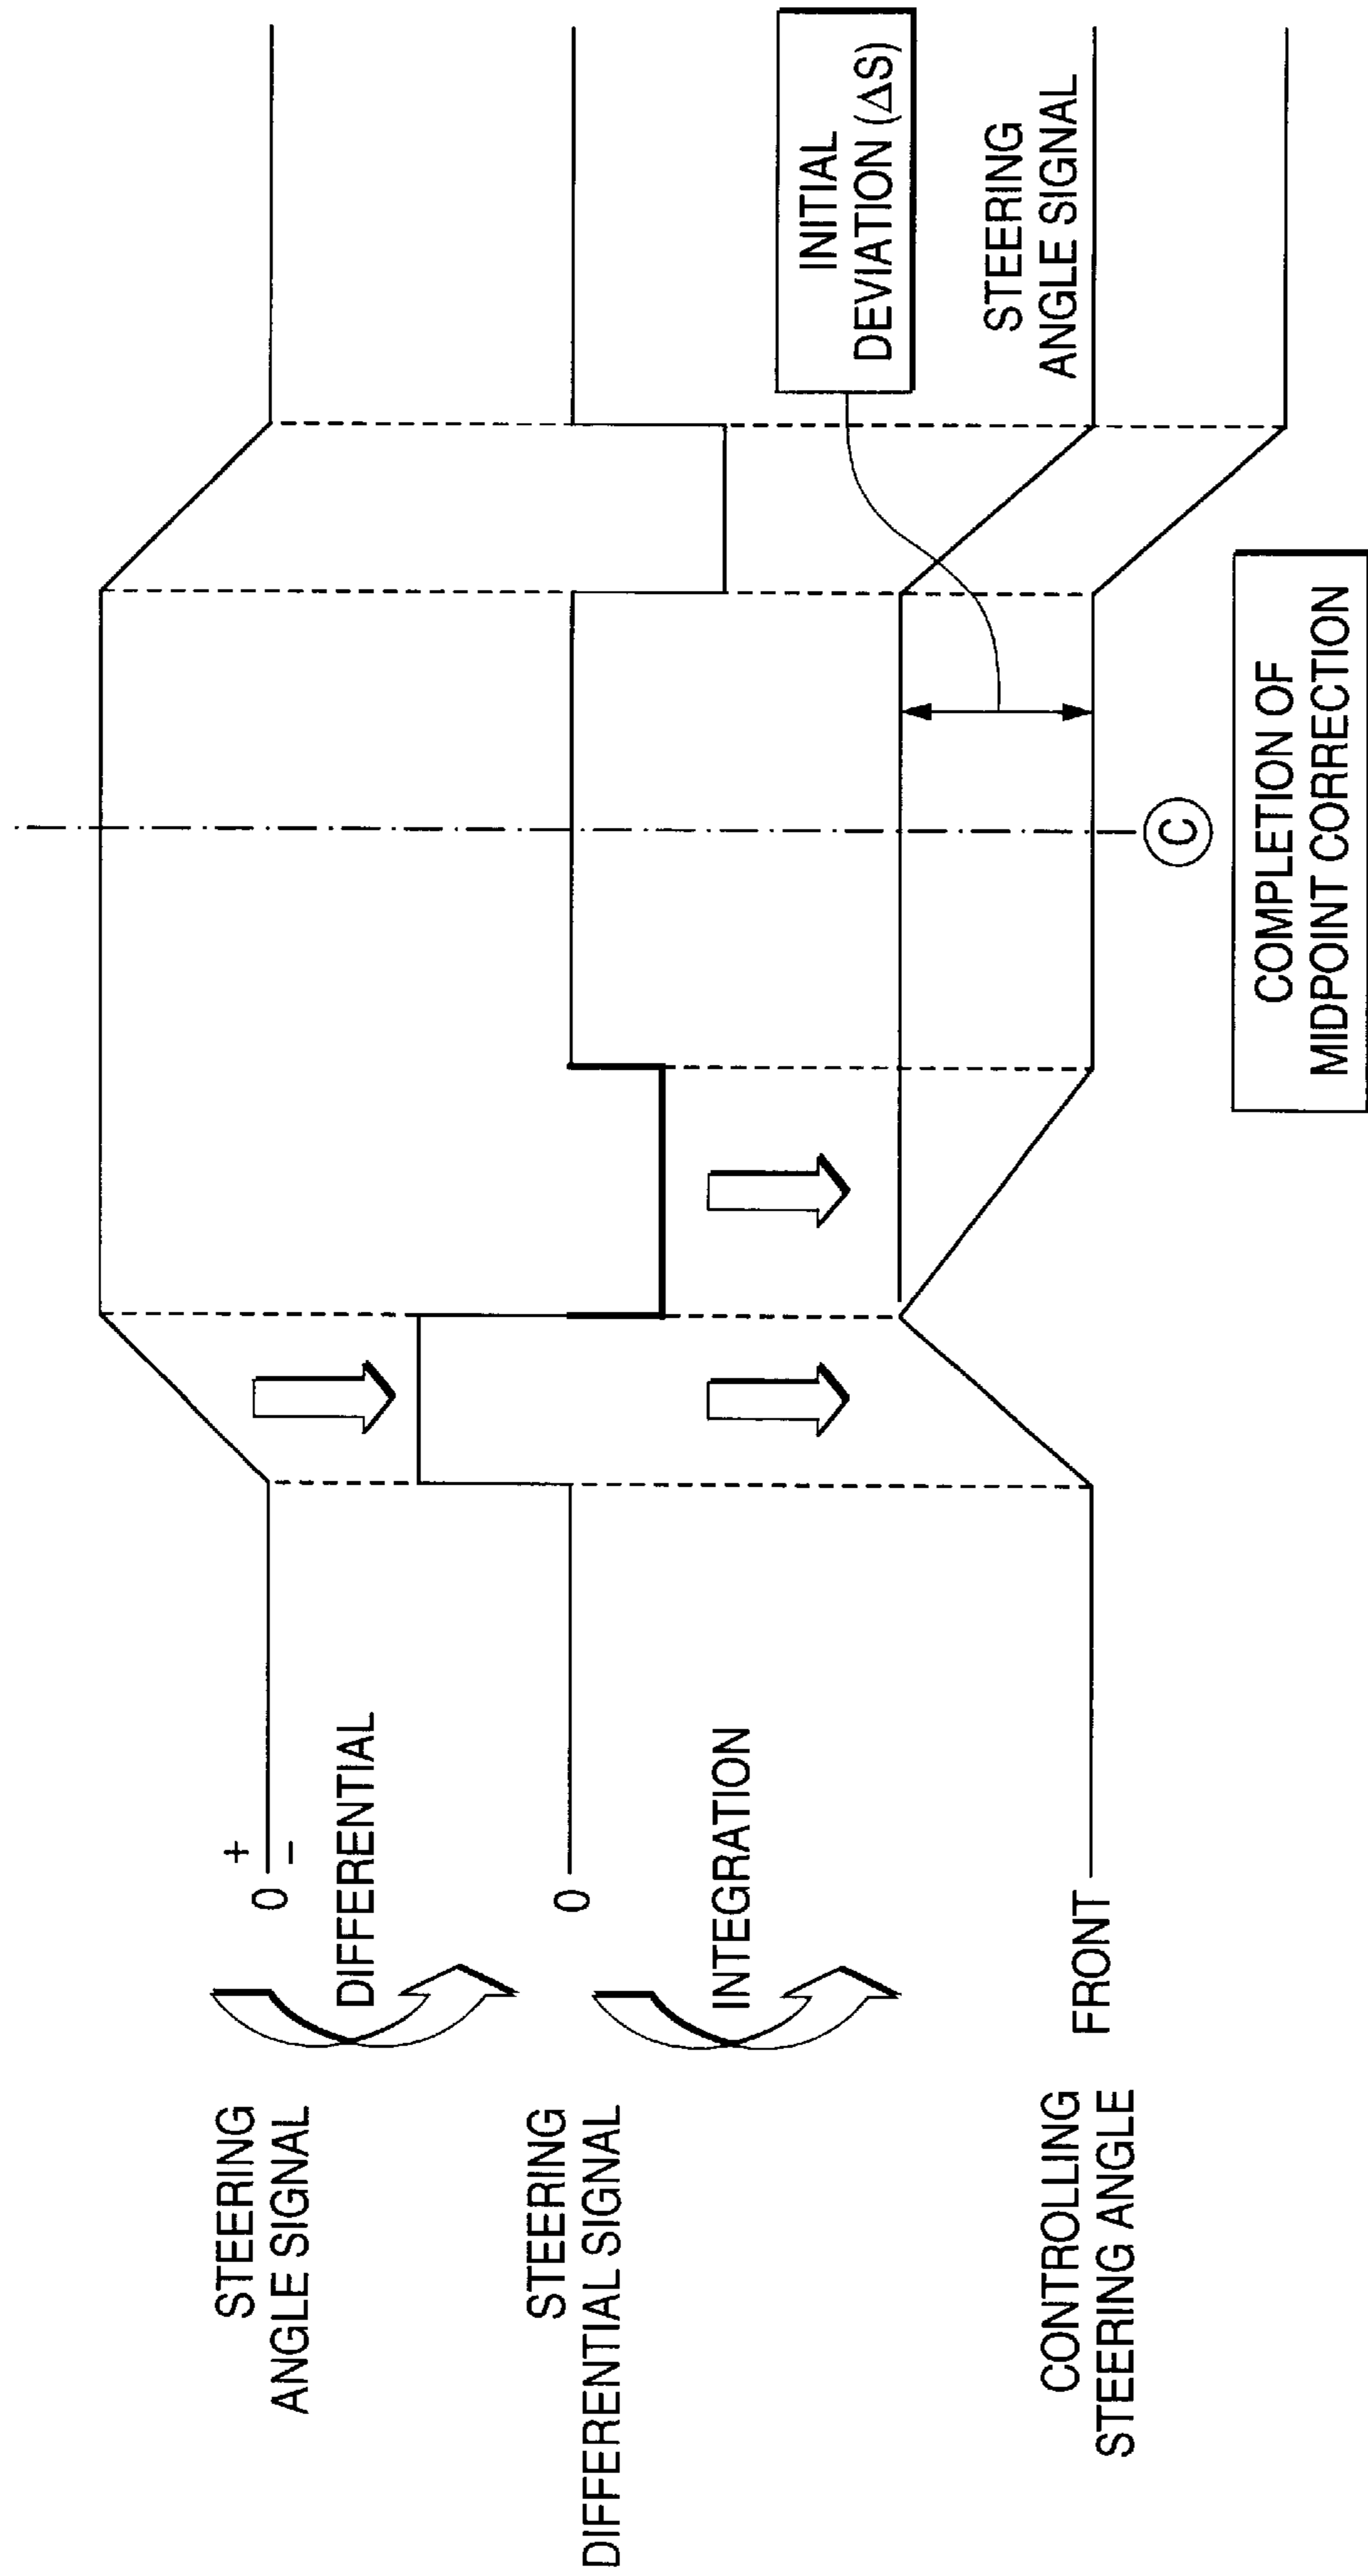 STEERING
ANGLE SIGNAL
+
0
−
DIFFERENTIAL
STEERING
DIFFERENTIAL SIGNAL
0
INTEGRATION
CONTROLLING
STEERING ANGLE
FRONT
INITIAL
DEVIATION (ΔS)
STEERING
ANGLE SIGNAL
C
COMPLETION OF
MIDPOINT CORRECTION